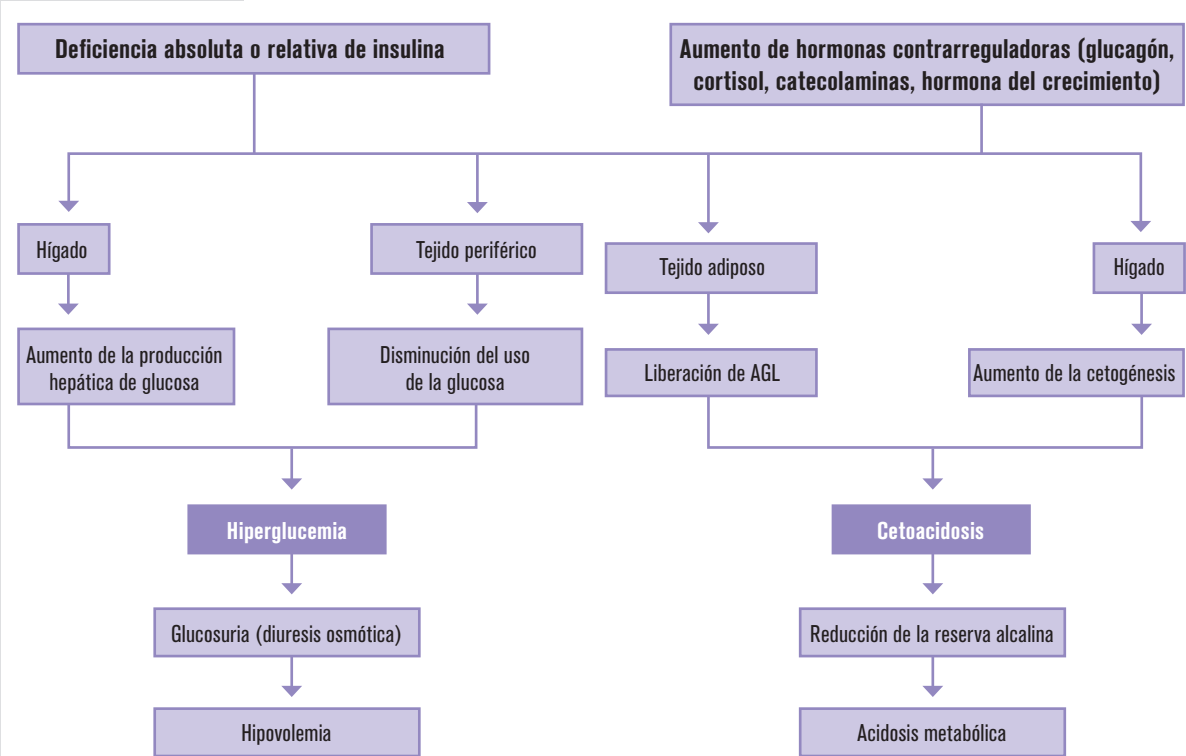 Deficiencia absoluta o relativa de insulina
Aumento de hormonas contrarreguladoras (glucagón,
cortisol, catecolaminas, hormona del crecimiento)
Hígado
Tejido periférico
Tejido adiposo
Hígado
Aumento de la producción
hepática de glucosa
Disminución del uso
de la glucosa
Liberación de AGL
Aumento de la cetogénesis
Hiperglucemia
Cetoacidosis
Glucosuria (diuresis osmótica)
Reducción de la reserva alcalina
Hipovolemia
Acidosis metabólica